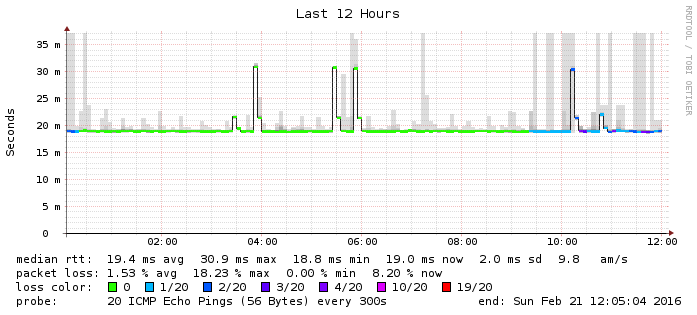 Last 12 Hours
RRDTOOL / TOBI OETIKER
Seconds
35 m
30 m
25 m
20 m
15 m
10 m
5 m
0
02:00 04:00 06:00 08:00 10:00 12:00
median rtt: 19.4 ms avg 30.9 ms max 18.8 ms min 19.0 ms now 2.0 ms sd 9.8 am/s
packet loss: 1.53 % avg 18.23 % max 0.00 % min 8.20 % now
loss color: 0 1/20 2/20 3/20 4/20 10/20 19/20
probe: 20 ICMP Echo Pings (56 Bytes) every 300s end: Sun Feb 21 12:05:04 2016